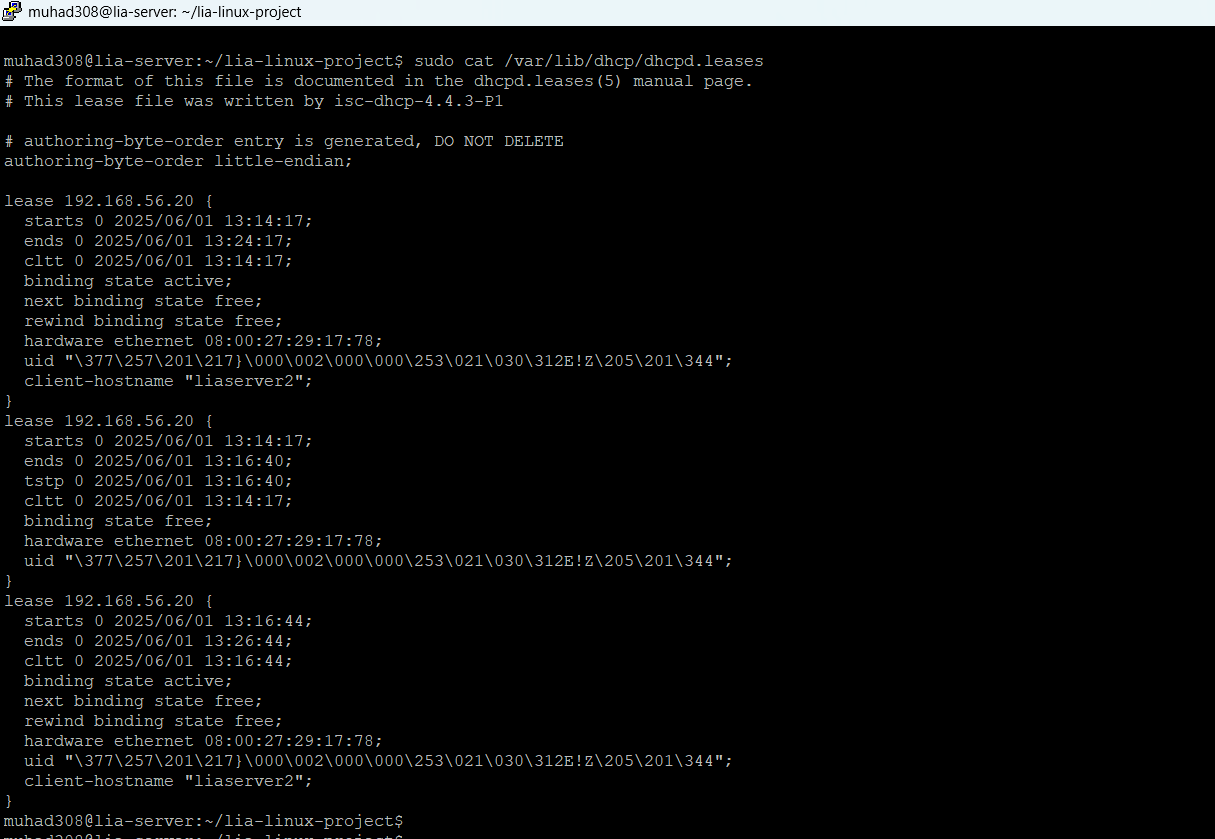 muhad308@lia-server: ~/lia-linux-project
muhad308@lia-server:~/lia-linux-project$ sudo cat /var/lib/dhcp/dhcpd.leases
# The format of this file is documented in the dhcpd.leases(5) manual page.
# This lease file was written by isc-dhcp-4.4.3-P1
# authoring-byte-order entry is generated, DO NOT DELETE
authoring-byte-order little-endian;
lease 192.168.56.20 {
  starts 0 2025/06/01 13:14:17;
  ends 0 2025/06/01 13:24:17;
  cltt 0 2025/06/01 13:14:17;
  binding state active;
  next binding state free;
  rewind binding state free;
  hardware ethernet 08:00:27:29:17:78;
  uid "\377\257\201\217}\000\002\000\000\253\021\030\312E!Z\205\201\344";
  client-hostname "liaserver2";
}
lease 192.168.56.20 {
  starts 0 2025/06/01 13:14:17;
  ends 0 2025/06/01 13:16:40;
  tstp 0 2025/06/01 13:16:40;
  cltt 0 2025/06/01 13:14:17;
  binding state free;
  hardware ethernet 08:00:27:29:17:78;
  uid "\377\257\201\217}\000\002\000\000\253\021\030\312E!Z\205\201\344";
}
lease 192.168.56.20 {
  starts 0 2025/06/01 13:16:44;
  ends 0 2025/06/01 13:26:44;
  cltt 0 2025/06/01 13:16:44;
  binding state active;
  next binding state free;
  rewind binding state free;
  hardware ethernet 08:00:27:29:17:78;
  uid "\377\257\201\217}\000\002\000\000\253\021\030\312E!Z\205\201\344";
  client-hostname "liaserver2";
}
muhad308@lia-server:~/lia-linux-project$
muhad308@lia-server:~/lia-linux-project$